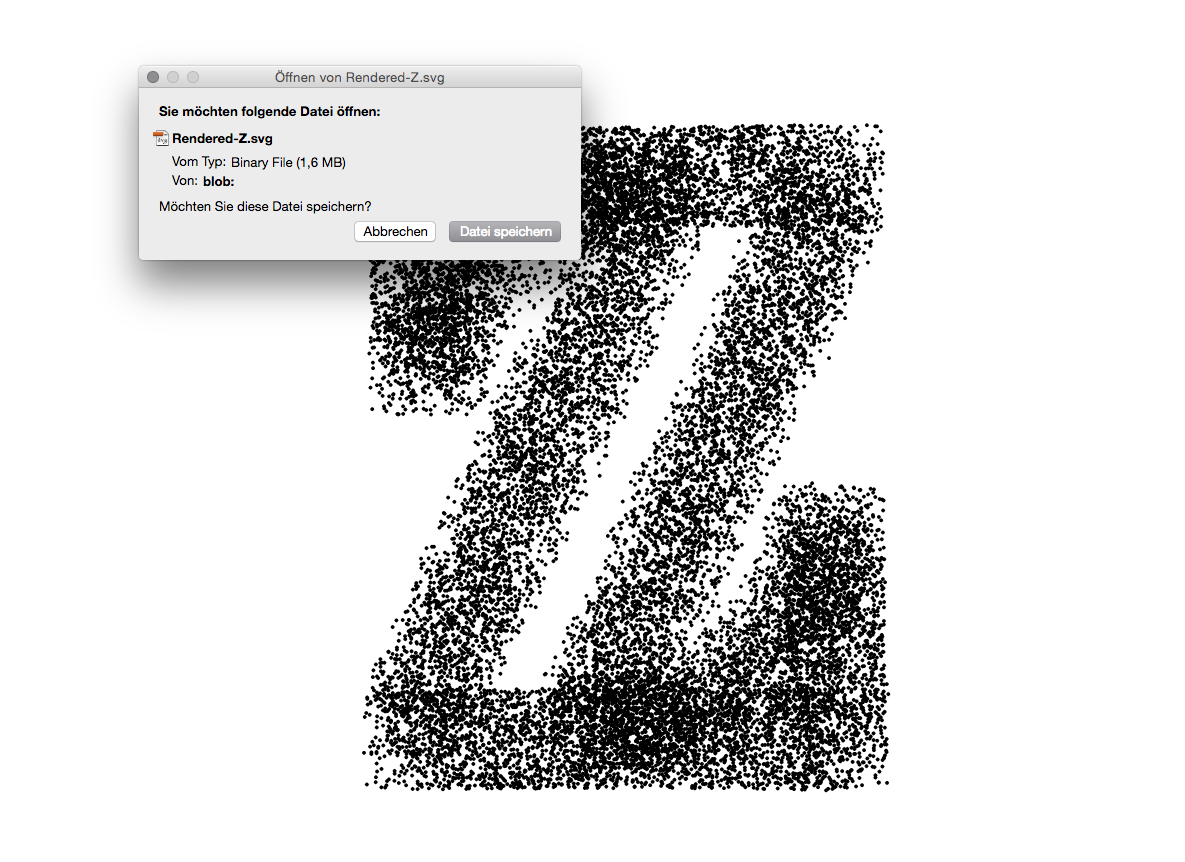 Öffnen von Rendered-Z.svg
Sie möchten folgende Datei öffnen:
Rendered-Z.svg
Vom Typ: Binary File (1,6 MB)
Von: blob:
Möchten Sie diese Datei speichern?
Abbrechen Datei speichern
Z